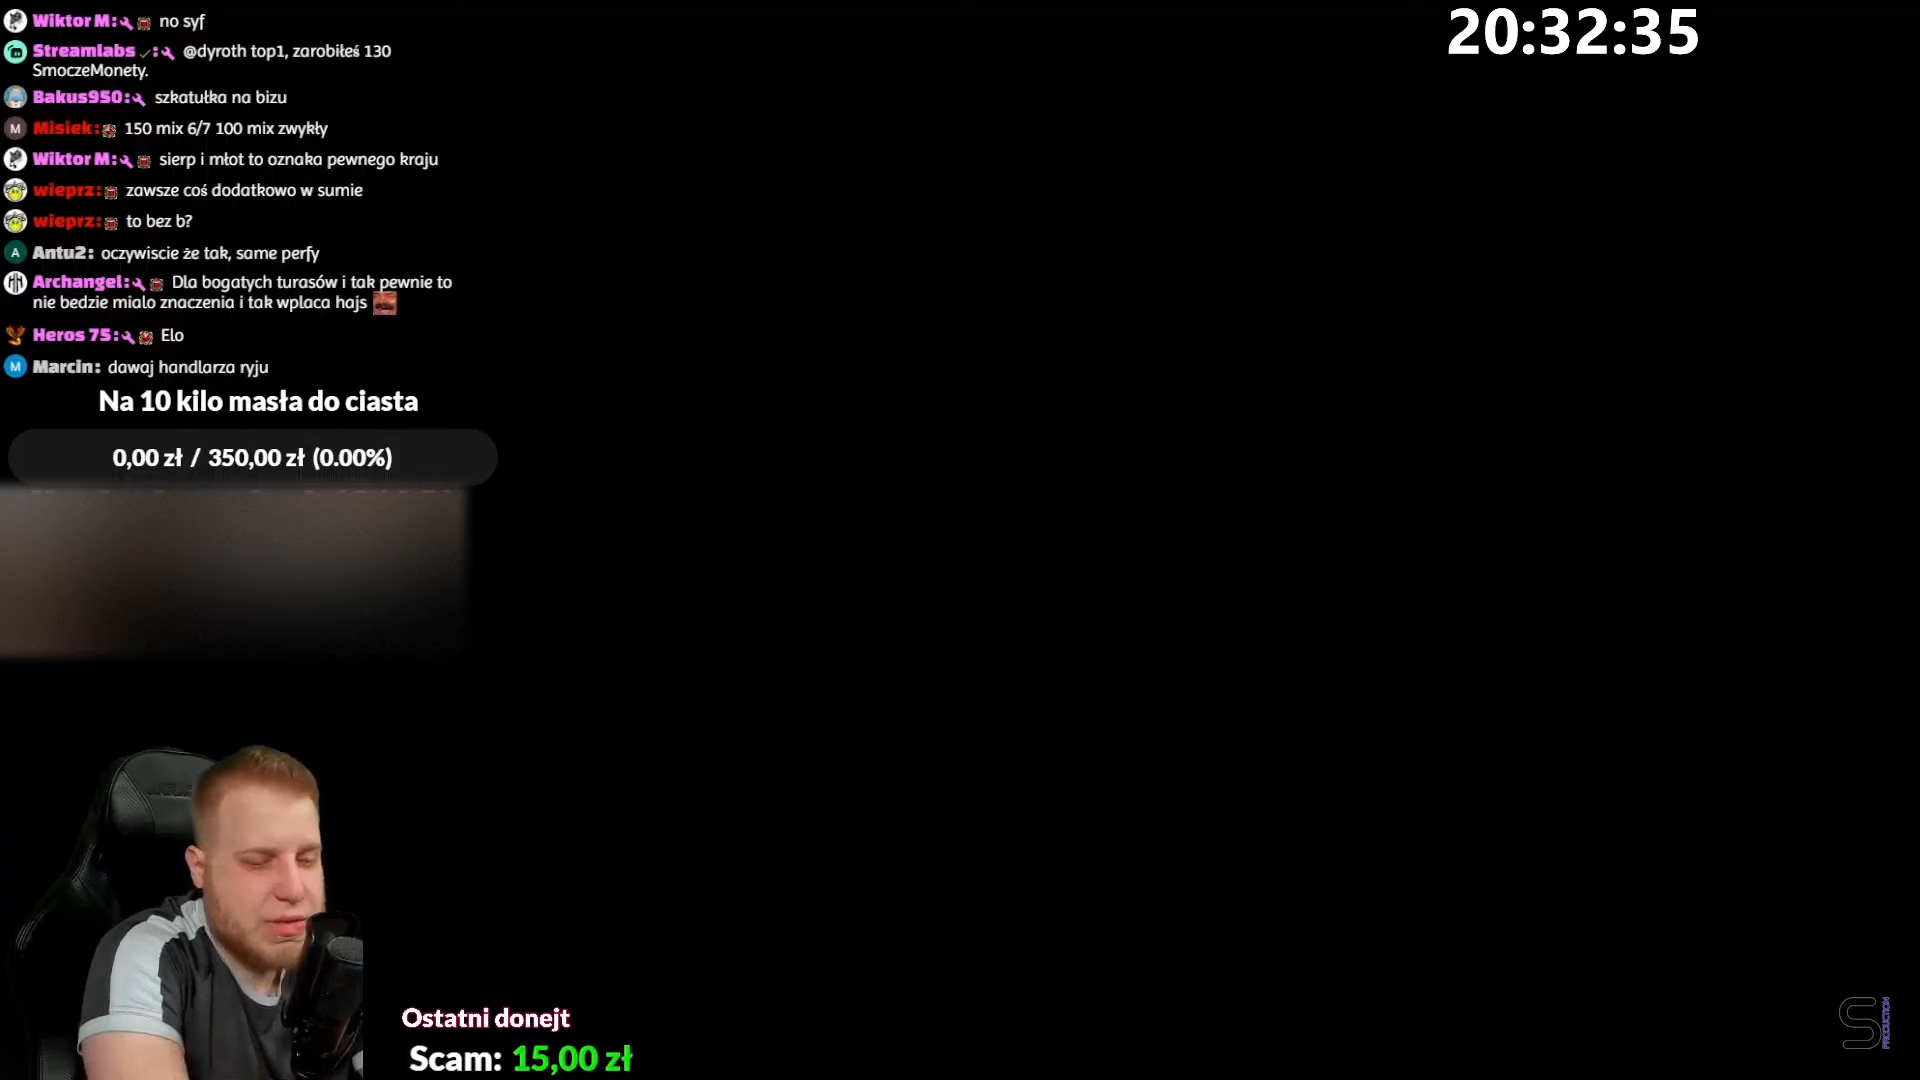 Wiktor M: no syf
20:32:35
Streamlabs : @dyroth top1, zarobiłeś 130
SmoczeMonety.
Bakus950: szkatułka na bizu
M Misiek: 150 mix 6/7 100 mix zwykły
Wiktor M: sierp i młot to oznaka pewnego kraju
wieprz: zawsze coś dodatkowo w sumie
wieprz: to bez b?
A Antu2: oczywiscie że tak, same perfy
Archangel: Dla bogatych turasów i tak pewnie to
nie bedzie mialo znaczenia i tak wplaca hajs
Heros 75: Elo
M Marcin: dawaj handlarza ryju
Na 10 kilo masła do ciasta
0,00 zł / 350,00 zł (0.00%)
Ostatni donejt
Scam: 15,00 zł
S PRODUCTION